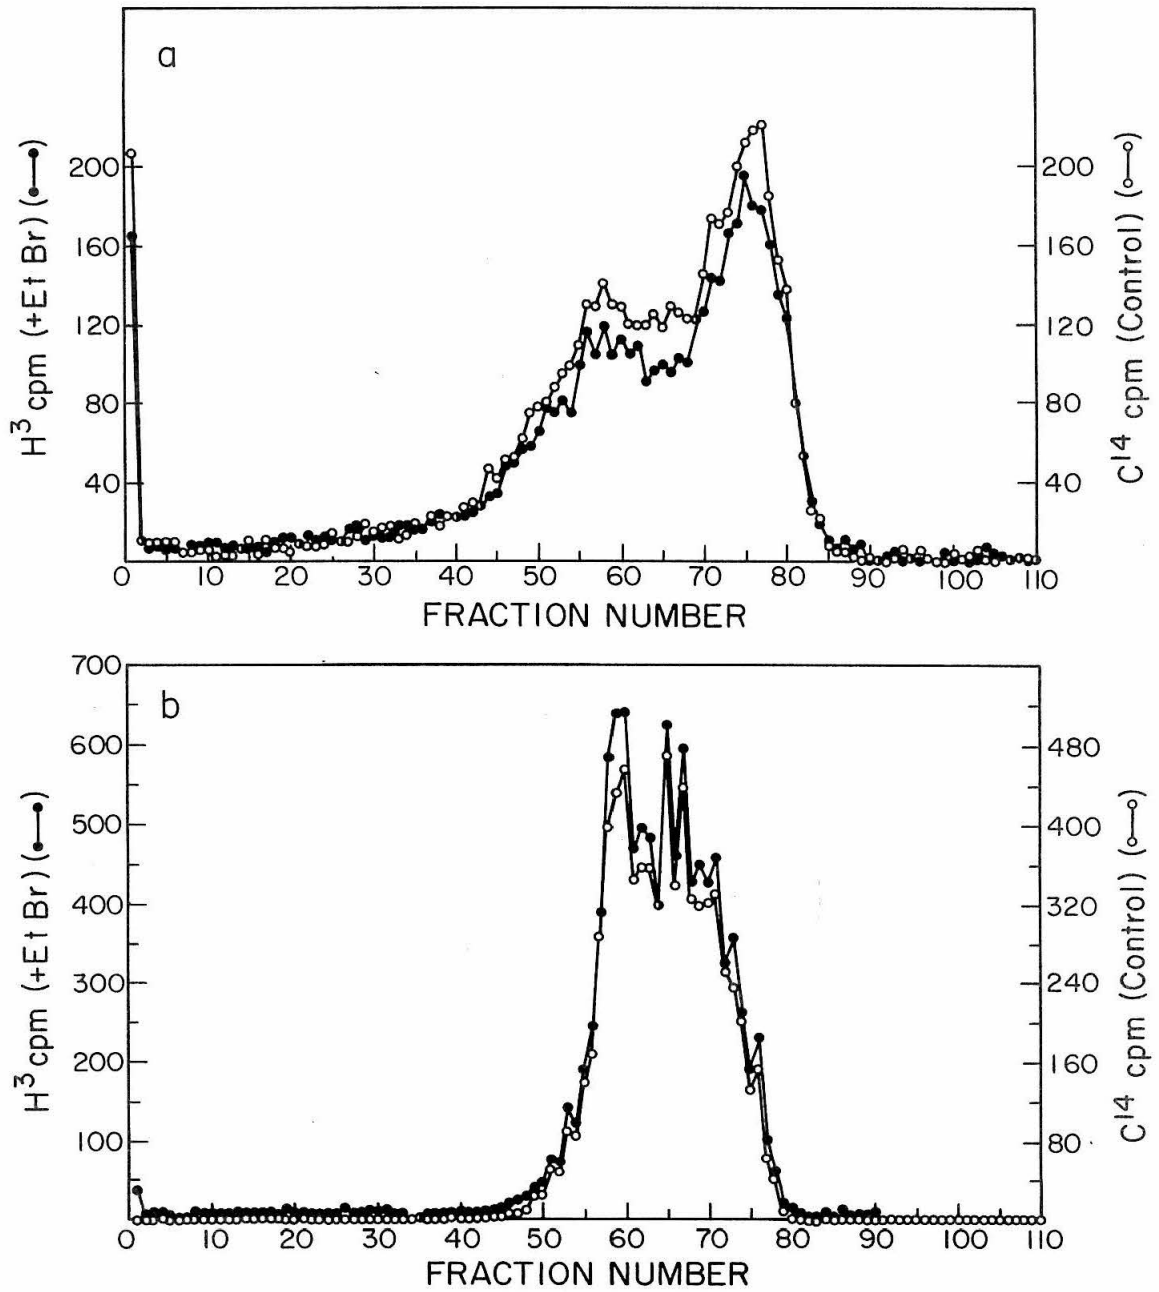 a
H³ cpm (+Et Br) (●—●)
200
160
120
80
40
200
160
120
80
40
C¹⁴ cpm (Control) (○—○)
0 10 20 30 40 50 60 70 80 90 100 110
FRACTION NUMBER
b
H³ cpm (+Et Br) (●—●)
700
600
500
400
300
200
100
480
400
320
240
160
80
C¹⁴ cpm (Control) (○—○)
0 10 20 30 40 50 60 70 80 90 100 110
FRACTION NUMBER